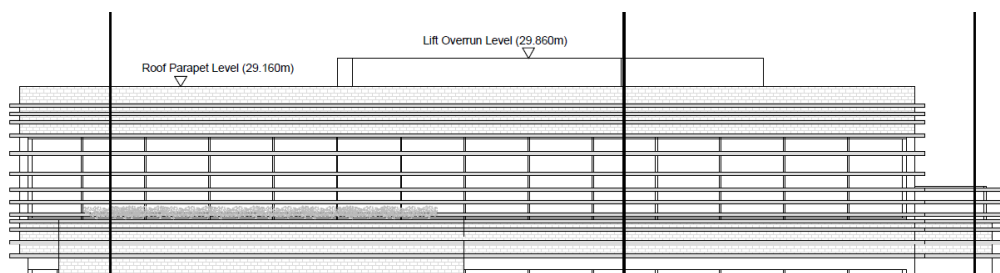 Lift Overrun Level (29.860m)
Roof Parapet Level (29.160m)